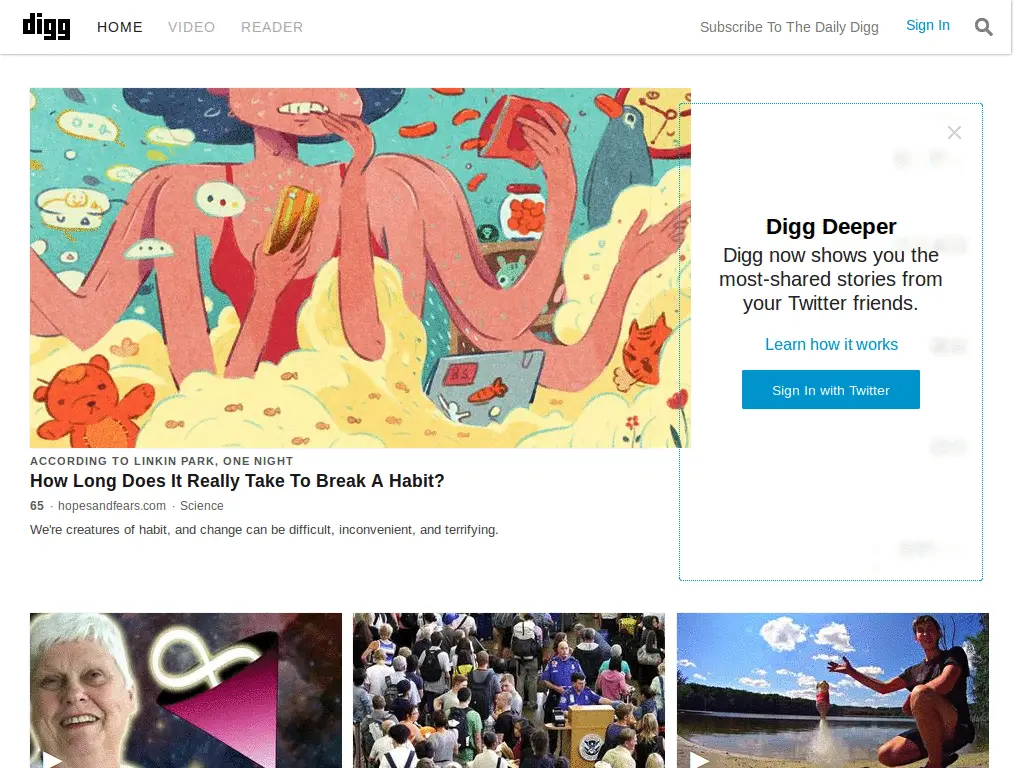 digg HOME VIDEO READER Subscribe To The Daily Digg Sign In
Digg Deeper
Digg now shows you the
most-shared stories from
your Twitter friends.
Learn how it works
Sign In with Twitter
ACCORDING TO LINKIN PARK, ONE NIGHT
How Long Does It Really Take To Break A Habit?
65 · hopesandfears.com · Science
We're creatures of habit, and change can be difficult, inconvenient, and terrifying.